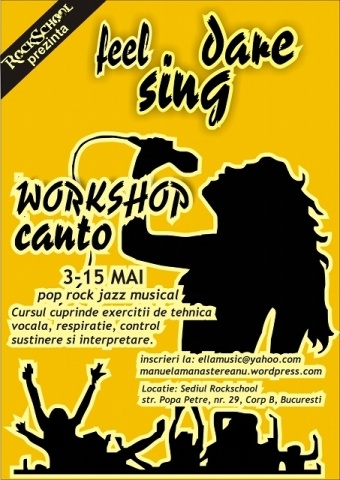 ROCKSCHOOL
prezinta
feel . dare
sing
WORKSHOP
canto
3-15 MAI
pop rock jazz musical
Cursul cuprinde exercitii de tehnica
vocala, respiratie, control
sustinere si interpretare.
inscrieri la: ellamusic@yahoo.com
manuelamanastereanu.wordpress.com
Locatie: Sediul Rockschool
str. Popa Petre, nr. 29, Corp B, Bucuresti